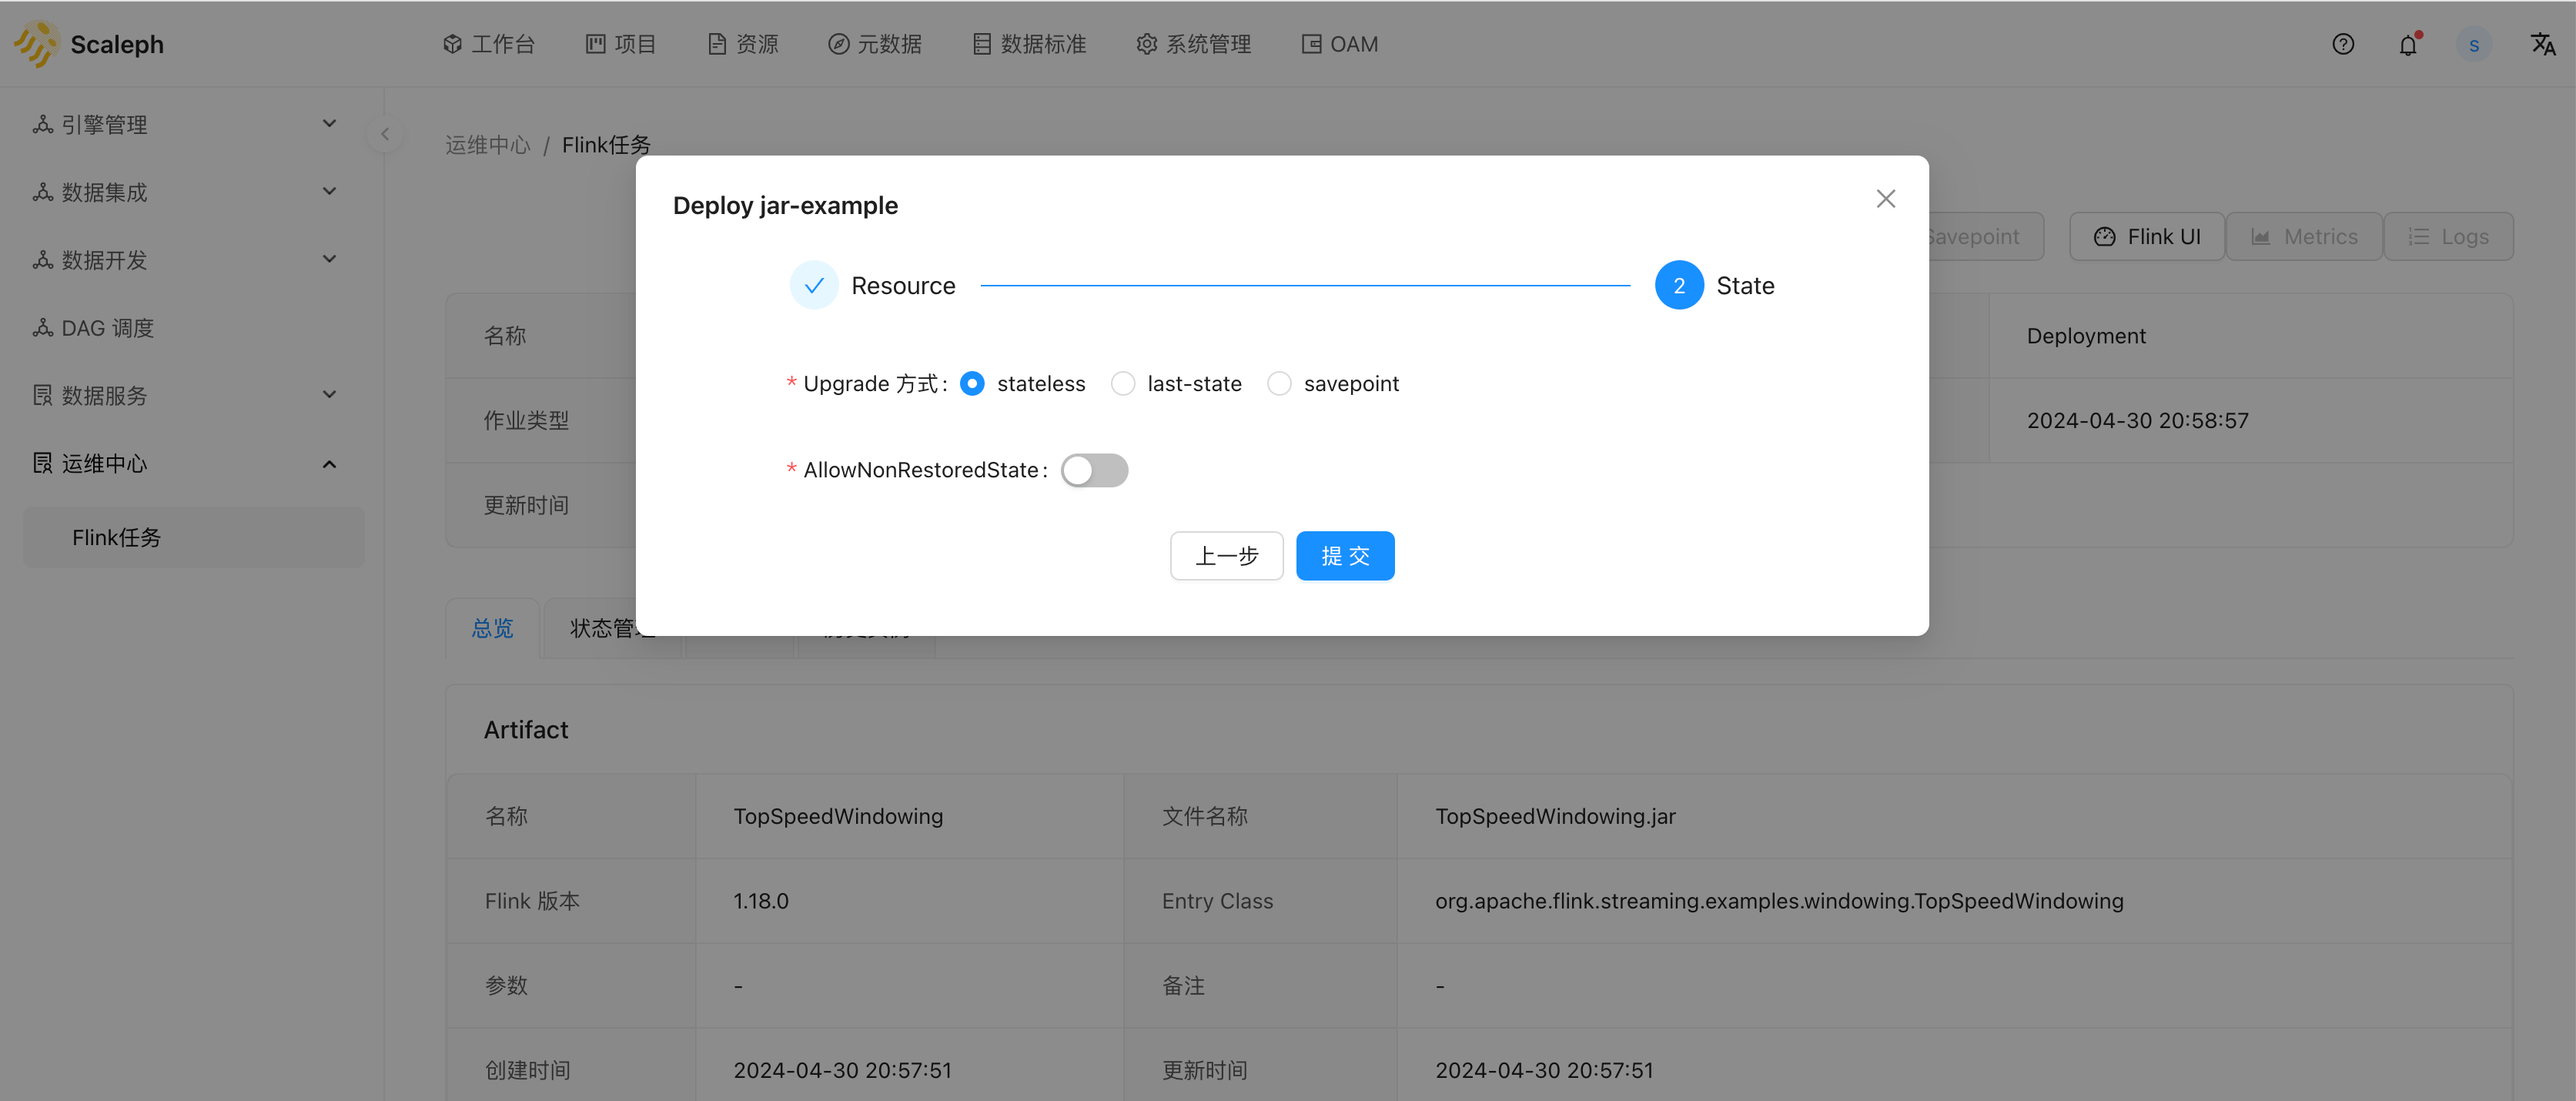 Scaleph
工作台 项目 资源 元数据 数据标准 系统管理 OAM
s
引擎管理
数据集成
数据开发
DAG 调度
数据服务
运维中心
Flink任务
运维中心 / Flink任务
Savepoint Flink UI Metrics Logs
名称 Deployment
作业类型 2024-04-30 20:58:57
更新时间
Deploy jar-example
Resource 2 State
* Upgrade 方式 : stateless last-state savepoint
* AllowNonRestoredState :
上一步 提 交
总览 状态管理
Artifact
名称 TopSpeedWindowing 文件名称 TopSpeedWindowing.jar
Flink 版本 1.18.0 Entry Class org.apache.flink.streaming.examples.windowing.TopSpeedWindowing
参数 - 备注 -
创建时间 2024-04-30 20:57:51 更新时间 2024-04-30 20:57:51